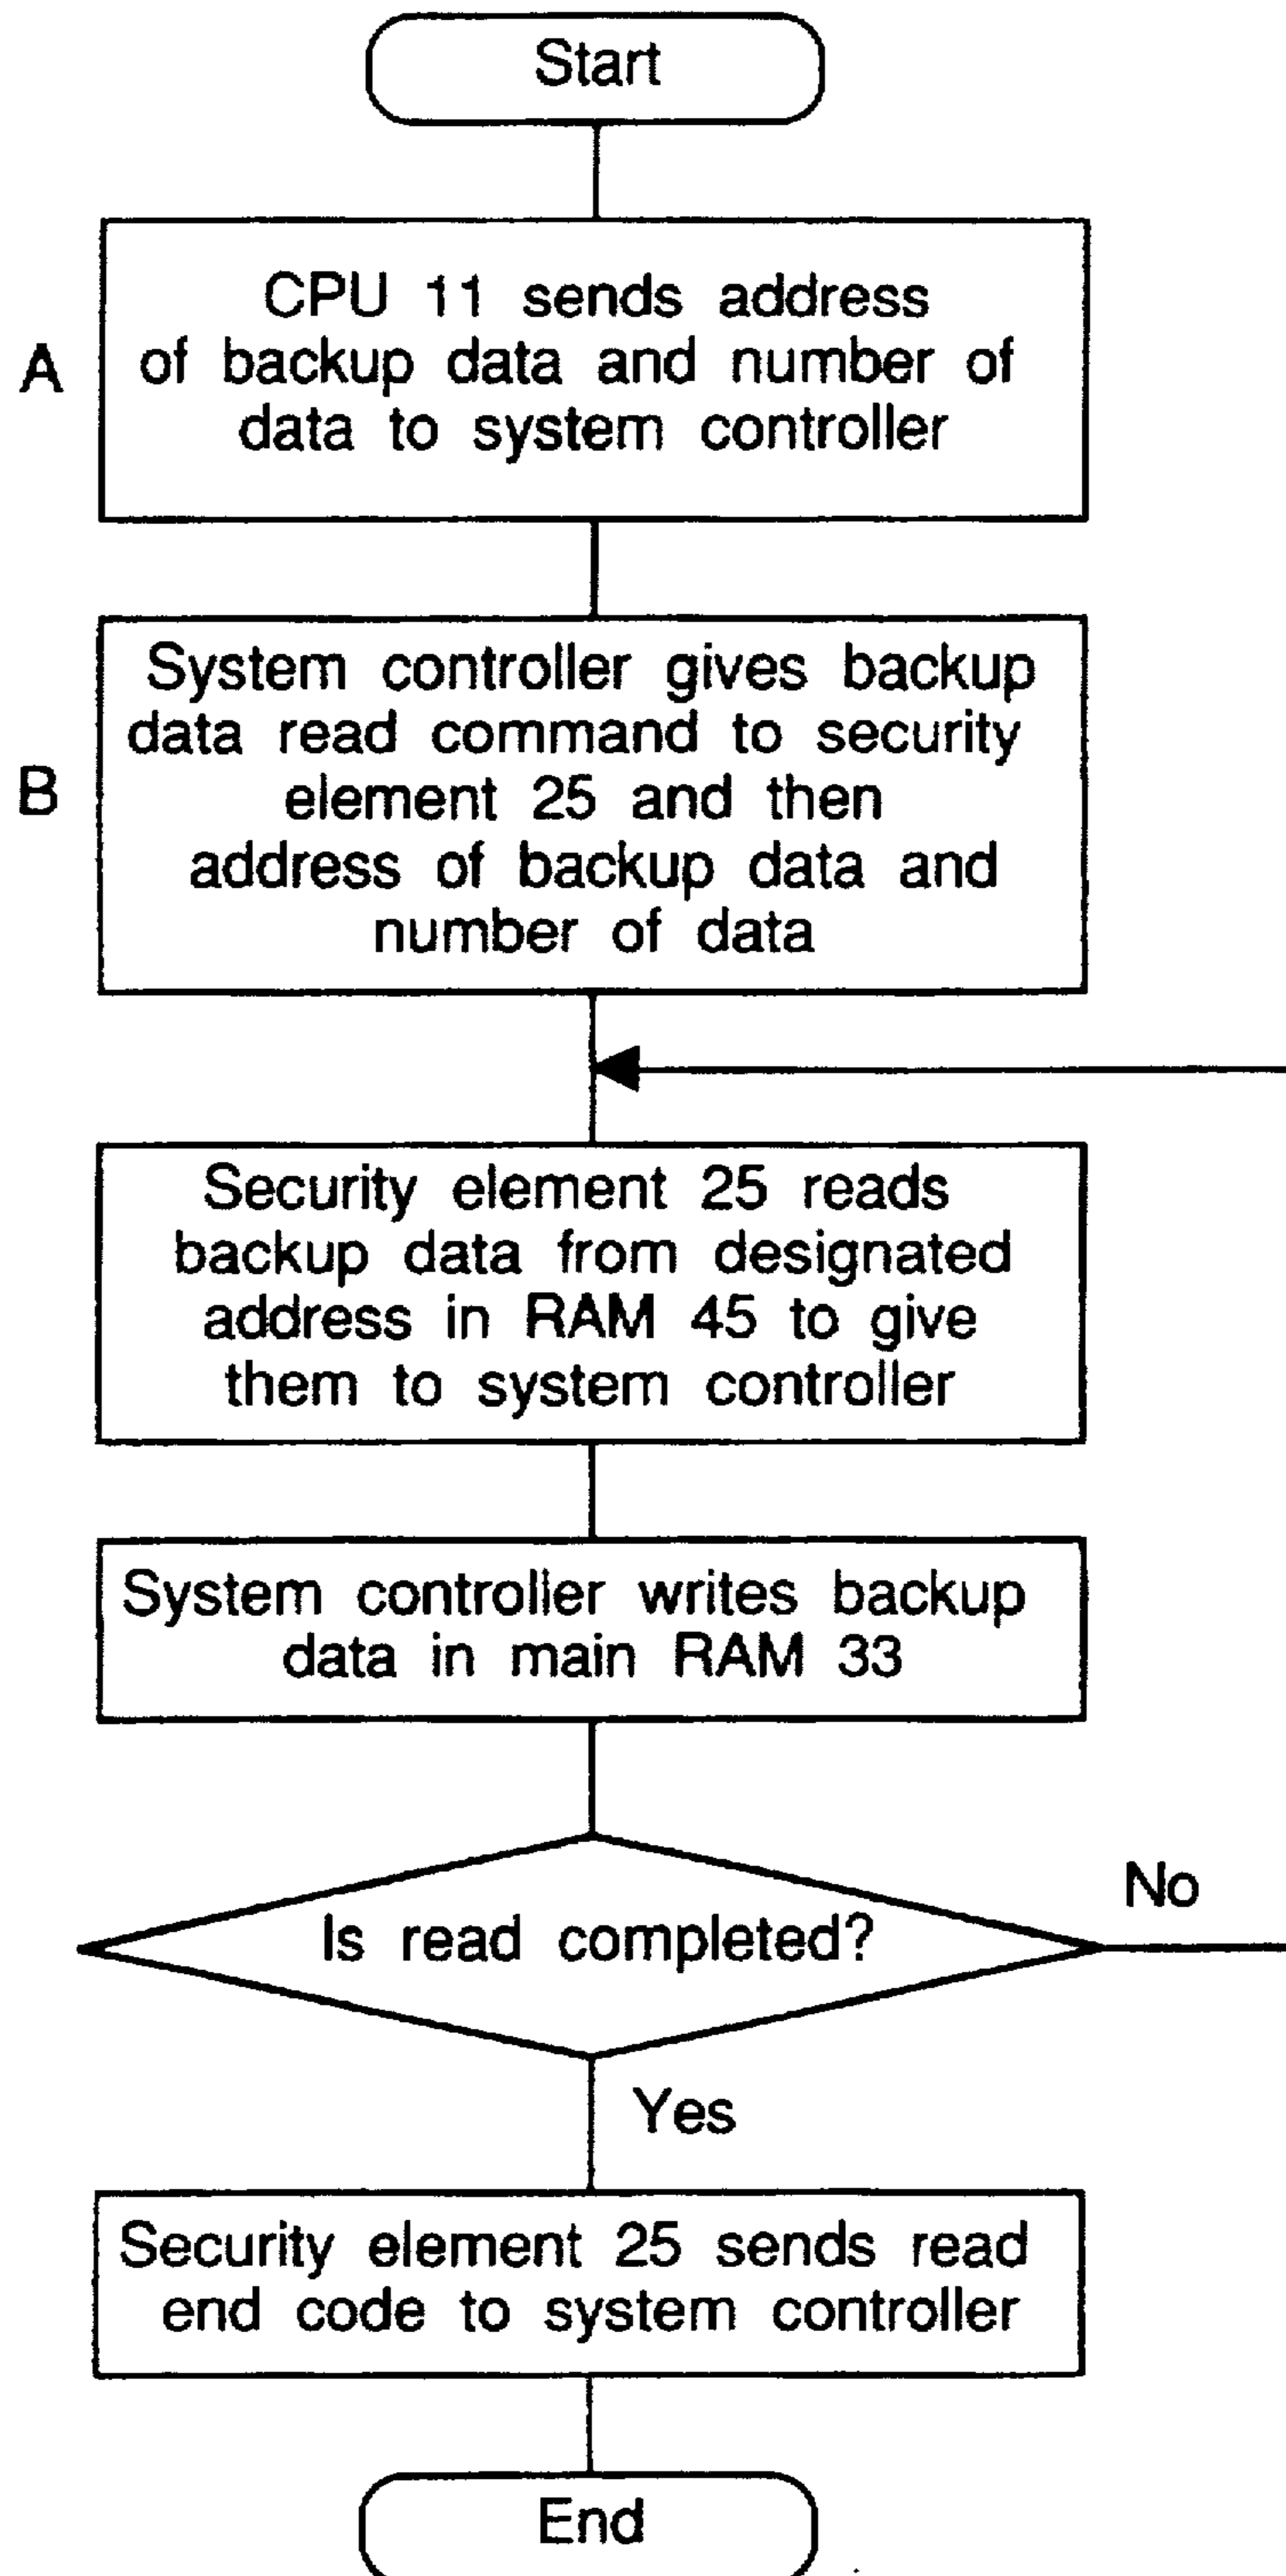 Start
A
CPU 11 sends address
of backup data and number of
data to system controller
B
System controller gives backup
data read command to security
element 25 and then
address of backup data and
number of data
Security element 25 reads
backup data from designated
address in RAM 45 to give
them to system controller
System controller writes backup
data in main RAM 33
Is read completed?
No
Yes
Security element 25 sends read
end code to system controller
End